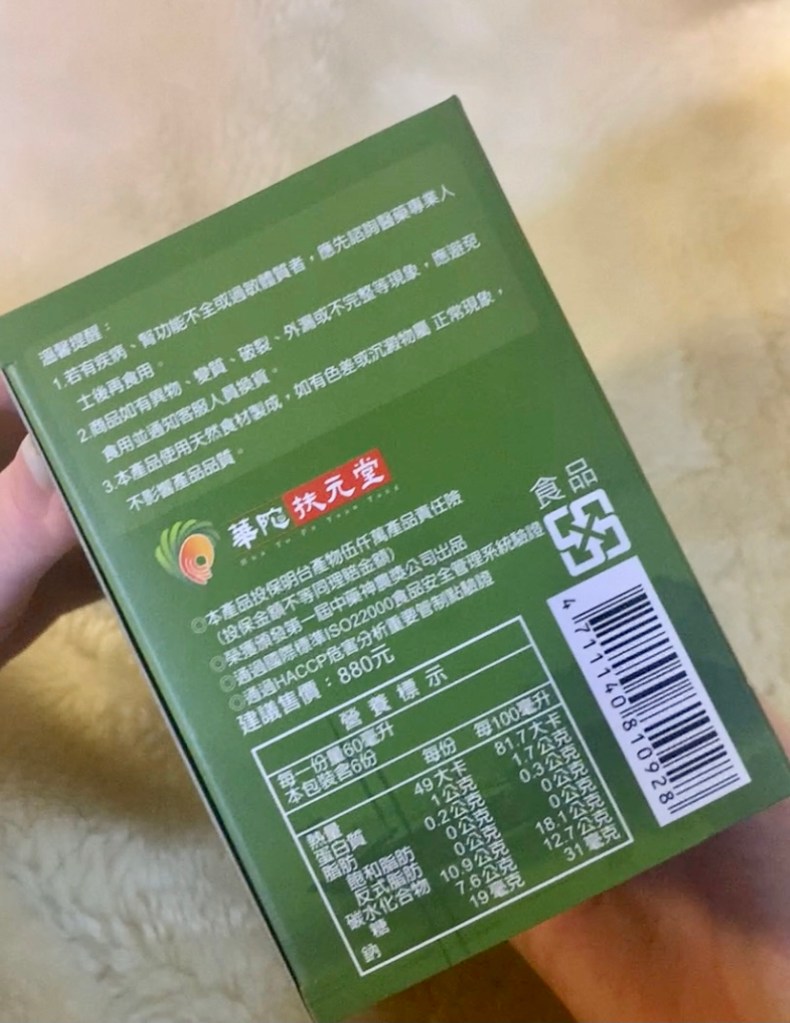 溫馨提醒：
1.若有疾病、腎功能不全或過敏體質者，應先諮詢醫藥專業人
士後再食用。
2.商品如有異物、變質、破裂、外漏或不完整等現象，應避免
食用並通知客服人員換貨。
3.本產品使用天然食材製成，如有色差或沉澱物屬 正常現象，
不影響產品品質。
華陀扶元堂
Hua To Fu Yuan Tang
◎本產品投保明台產物伍仟萬產品責任險
(投保金額不等同理賠金額)
◎榮獲頒發第一屆中藥神農獎公司出品
◎通過國際標準ISO22000食品安全管理系統驗證
◎通過HACCP危害分析重要管制點驗證
建議售價：880元
食品
4 711140 810928
營養標示
每一份量60毫升
本包裝含6份
每份 每100毫升
熱量 49大卡 81.7大卡
蛋白質 1公克 1.7公克
脂肪 0.2公克 0.3公克
飽和脂肪 0公克 0公克
反式脂肪 0公克 0公克
碳水化合物 10.9公克 18.1公克
糖 7.6公克 12.7公克
鈉 19毫克 31毫克